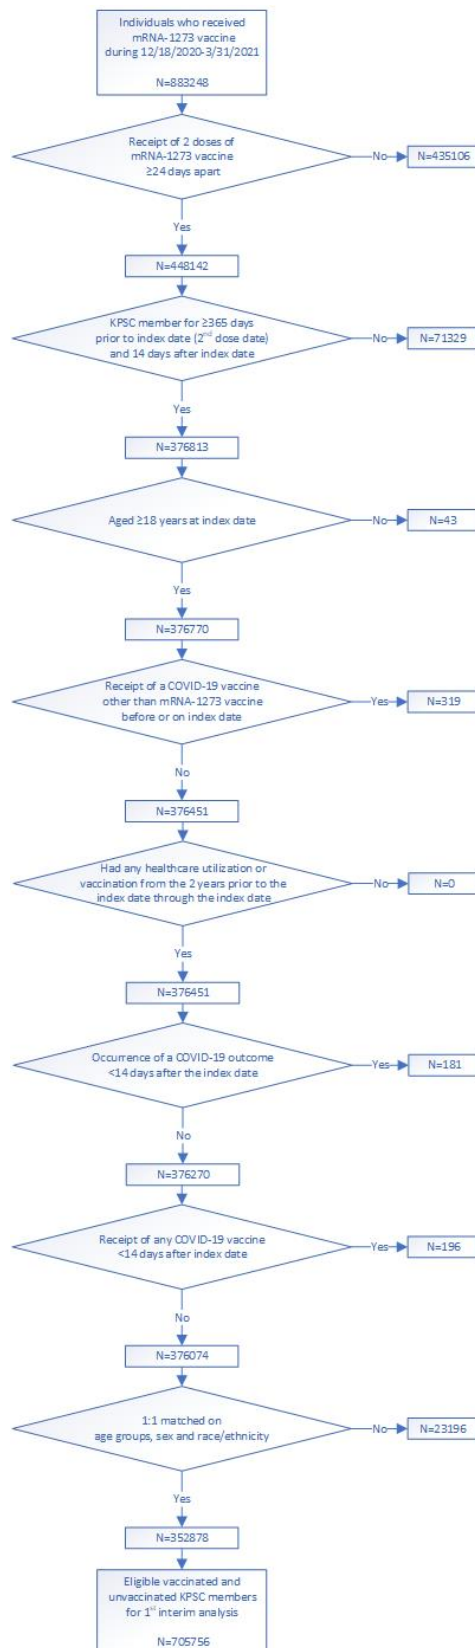 Individuals who received
mRNA-1273 vaccine
during 12/18/2020-3/31/2021
N=883248
Receipt of 2 doses of
mRNA-1273 vaccine
≥24 days apart
No
N=435106
Yes
N=448142
KPSC member for ≥365 days
prior to index date (2nd dose date)
and 14 days after index date
No
N=71329
Yes
N=376813
Aged ≥18 years at index date
No
N=43
Yes
N=376770
Receipt of a COVID-19 vaccine
other than mRNA-1273 vaccine
before or on index date
Yes
N=319
No
N=376451
Had any healthcare utilization or
vaccination from the 2 years prior to the
index date through the index date
No
N=0
Yes
N=376451
Occurrence of a COVID-19 outcome
<14 days after the index date
Yes
N=181
No
N=376270
Receipt of any COVID-19 vaccine
<14 days after index date
Yes
N=196
No
N=376074
1:1 matched on
age groups, sex and race/ethnicity
No
N=23196
Yes
N=352878
Eligible vaccinated and
unvaccinated KPSC members
for 1st interim analysis
N=705756